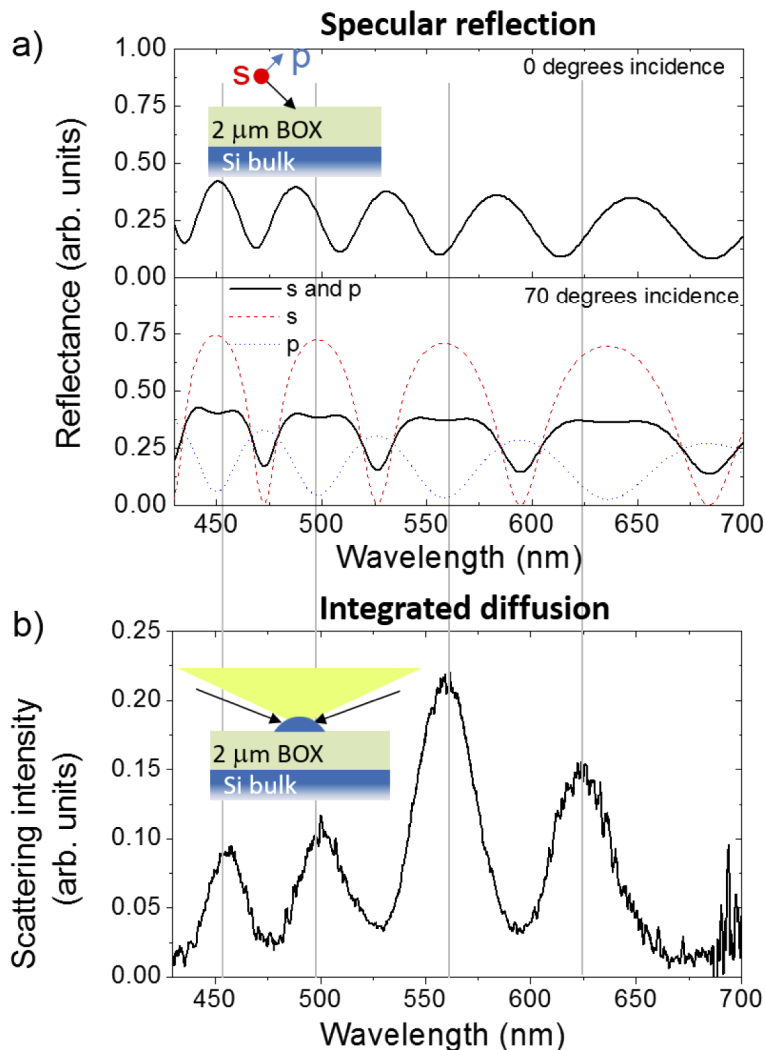 a)
Specular reflection
Reflectance (arb. units)
1.00
0.75
0.50
0.25
0.00
s p
0 degrees incidence
2 μm BOX
Si bulk
0.75
0.50
0.25
0.00
s and p
s
p
70 degrees incidence
450 500 550 600 650 700
Wavelength (nm)
b)
Integrated diffusion
Scattering intensity
(arb. units)
0.25
0.20
0.15
0.10
0.05
0.00
2 μm BOX
Si bulk
450 500 550 600 650 700
Wavelength (nm)